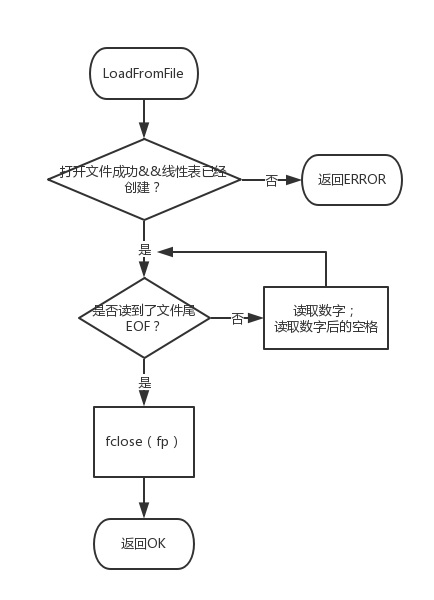 LoadFromFile
打开文件成功&&线性表已经
创建？
否
返回ERROR
是
是否读到了文件尾
EOF？
否
读取数字；
读取数字后的空格
是
fclose（fp）
返回OK